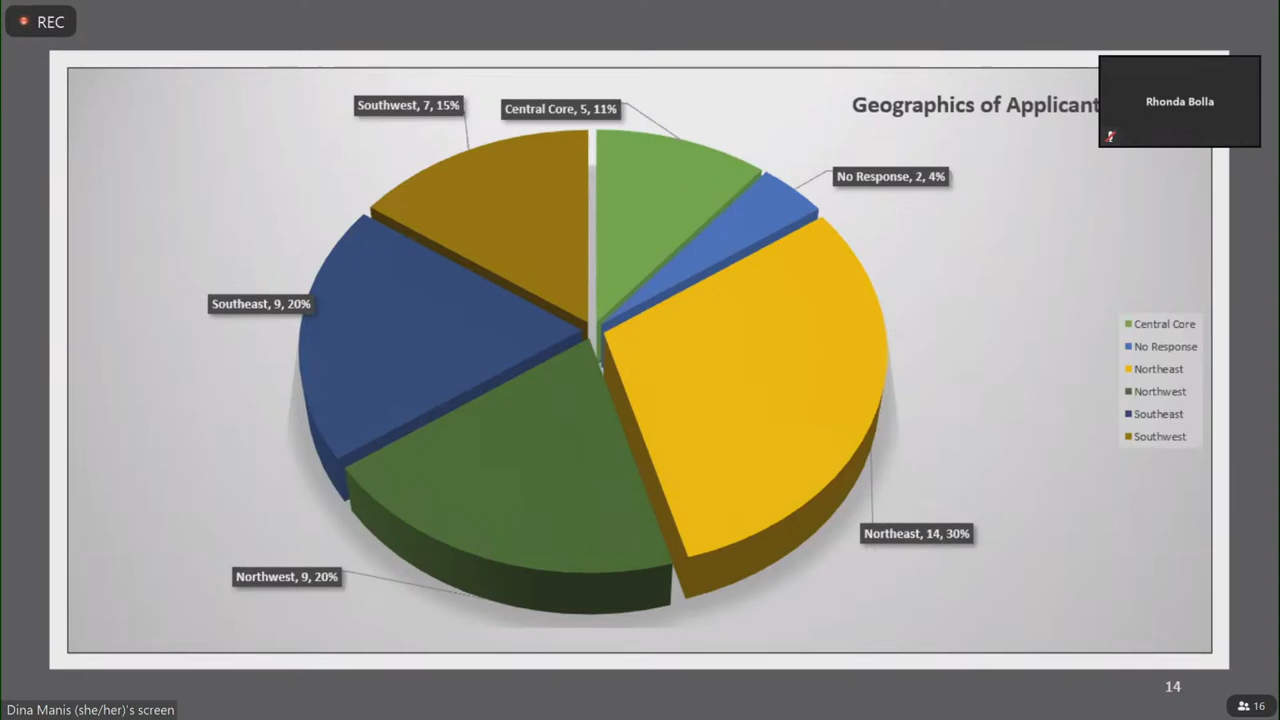 REC
Southwest, 7, 15%
Central Core, 5, 11%
Geographics of Applicant
Rhonda Bolla
No Response, 2, 4%
Southeast, 9, 20%
Central Core
No Response
Northeast
Northwest
Southeast
Southwest
Northeast, 14, 30%
Northwest, 9, 20%
14
Dina Manis (she/her)'s screen
16